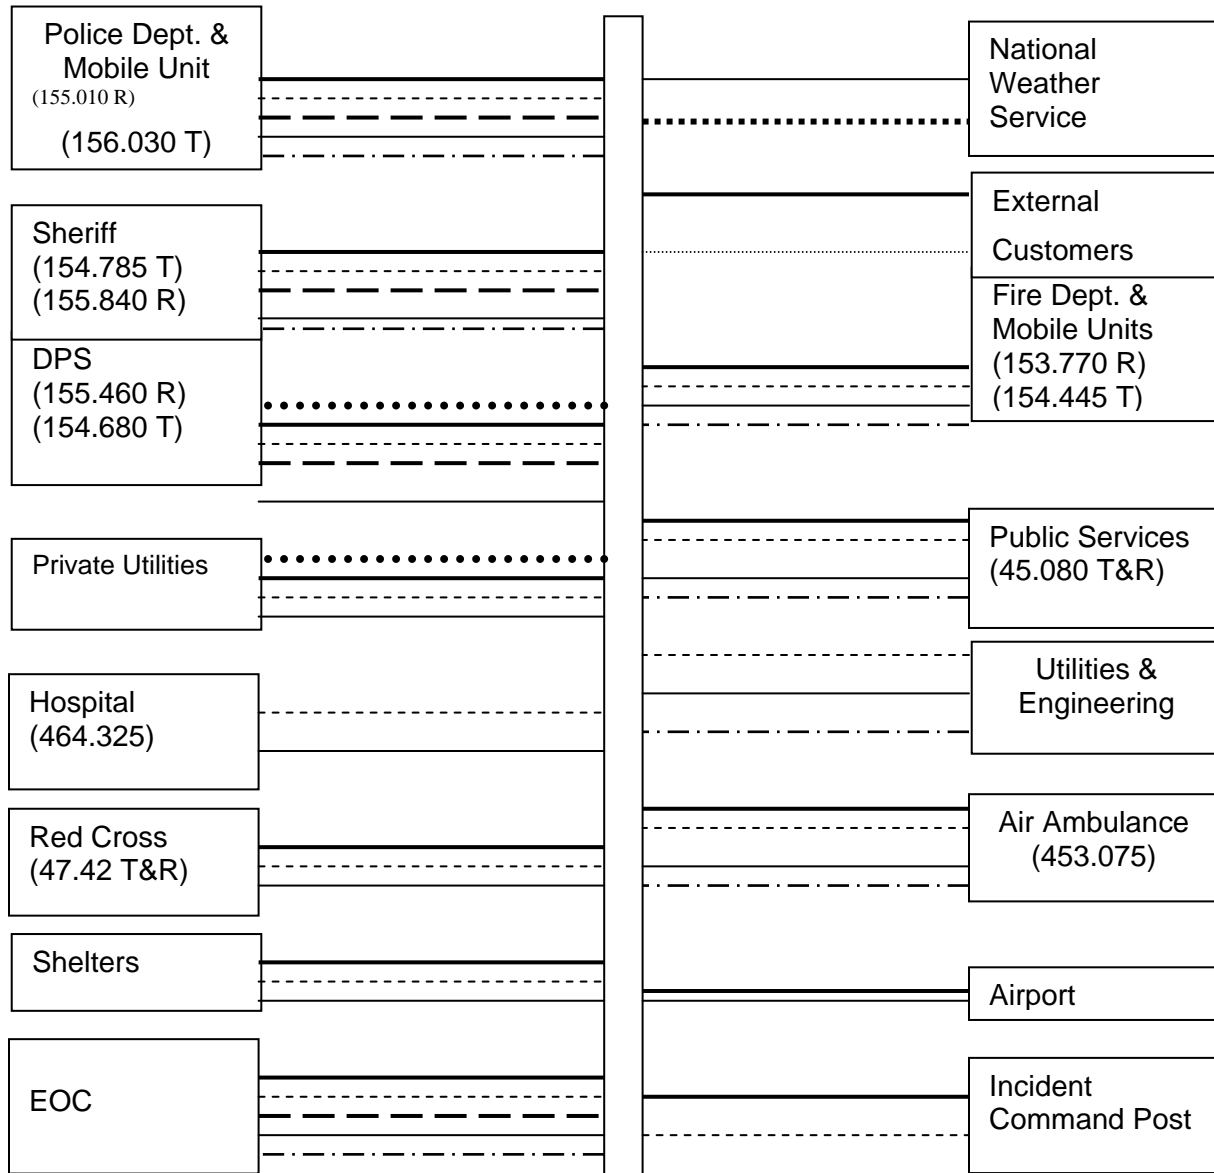 Police Dept. &
Mobile Unit
(155.010 R)
(156.030 T)
Sheriff
(154.785 T)
(155.840 R)
DPS
(155.460 R)
(154.680 T)
Private Utilities
Hospital
(464.325)
Red Cross
(47.42 T&R)
Shelters
EOC
National
Weather
Service
External
Customers
Fire Dept. &
Mobile Units
(153.770 R)
(154.445 T)
Public Services
(45.080 T&R)
Utilities &
Engineering
Air Ambulance
(453.075)
Airport
Incident
Command Post